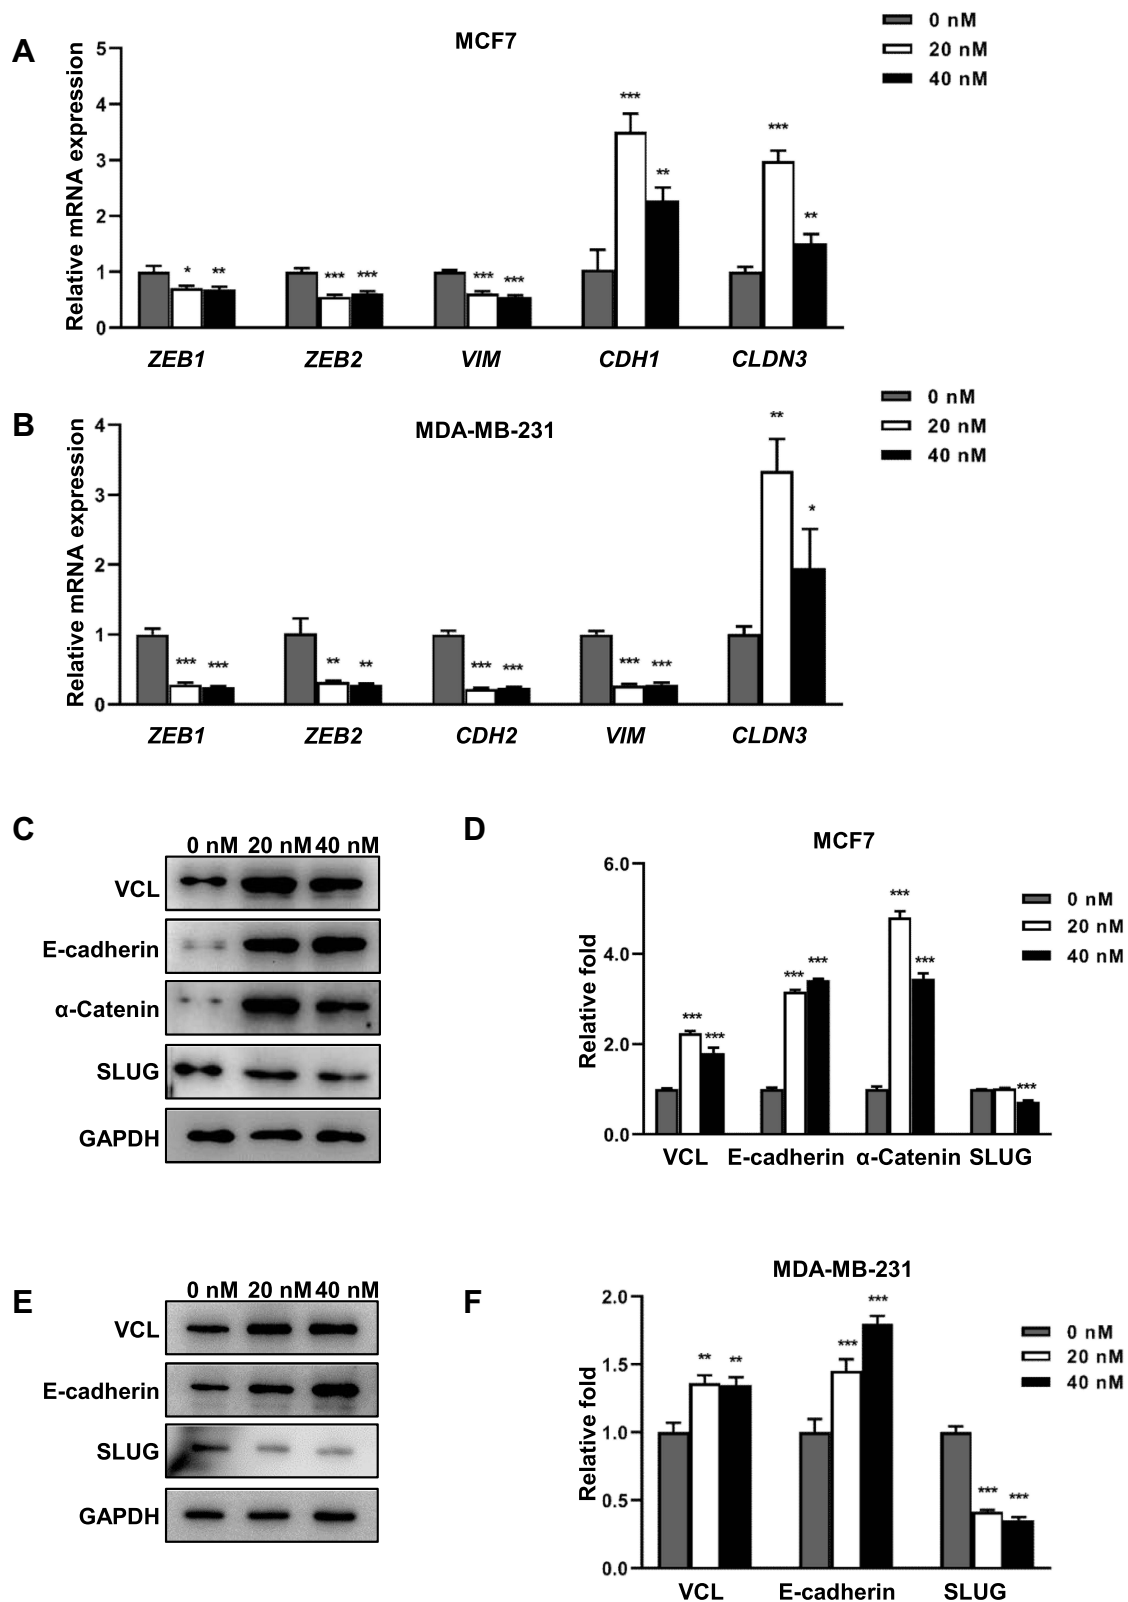 A
MCF7
0 nM
20 nM
40 nM
Relative mRNA expression
5
4
3
2
1
0
* ** *** *** *** *** *** ** *** **
ZEB1 ZEB2 VIM CDH1 CLDN3
B
MDA-MB-231
0 nM
20 nM
40 nM
Relative mRNA expression
4
3
2
1
0
*** *** ** ** *** *** *** *** ** *
ZEB1 ZEB2 CDH2 VIM CLDN3
C
0 nM 20 nM 40 nM
VCL
E-cadherin
α-Catenin
SLUG
GAPDH
D
MCF7
0 nM
20 nM
40 nM
Relative fold
6.0
4.0
2.0
0.0
*** *** *** *** *** *** ***
VCL E-cadherin α-Catenin SLUG
E
0 nM 20 nM 40 nM
VCL
E-cadherin
SLUG
GAPDH
F
MDA-MB-231
0 nM
20 nM
40 nM
Relative fold
2.0
1.5
1.0
0.5
0.0
** ** *** *** *** ***
VCL E-cadherin SLUG